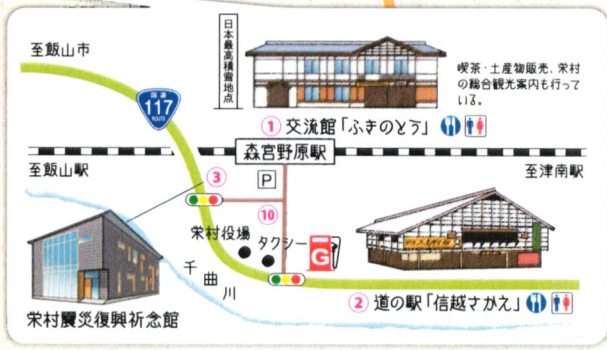 至飯山市
国道
117
ROUTE
日本最高積雪地点
喫茶・土産物販売、栄村
の総合観光案内も行って
いる。
① 交流館「ふきのとう」
森宮野原駅
至飯山駅
至津南駅
③
P
⑩
栄村役場
タクシー
G
千曲川
栄村震災復興祈念館
② 道の駅「信越さかえ」